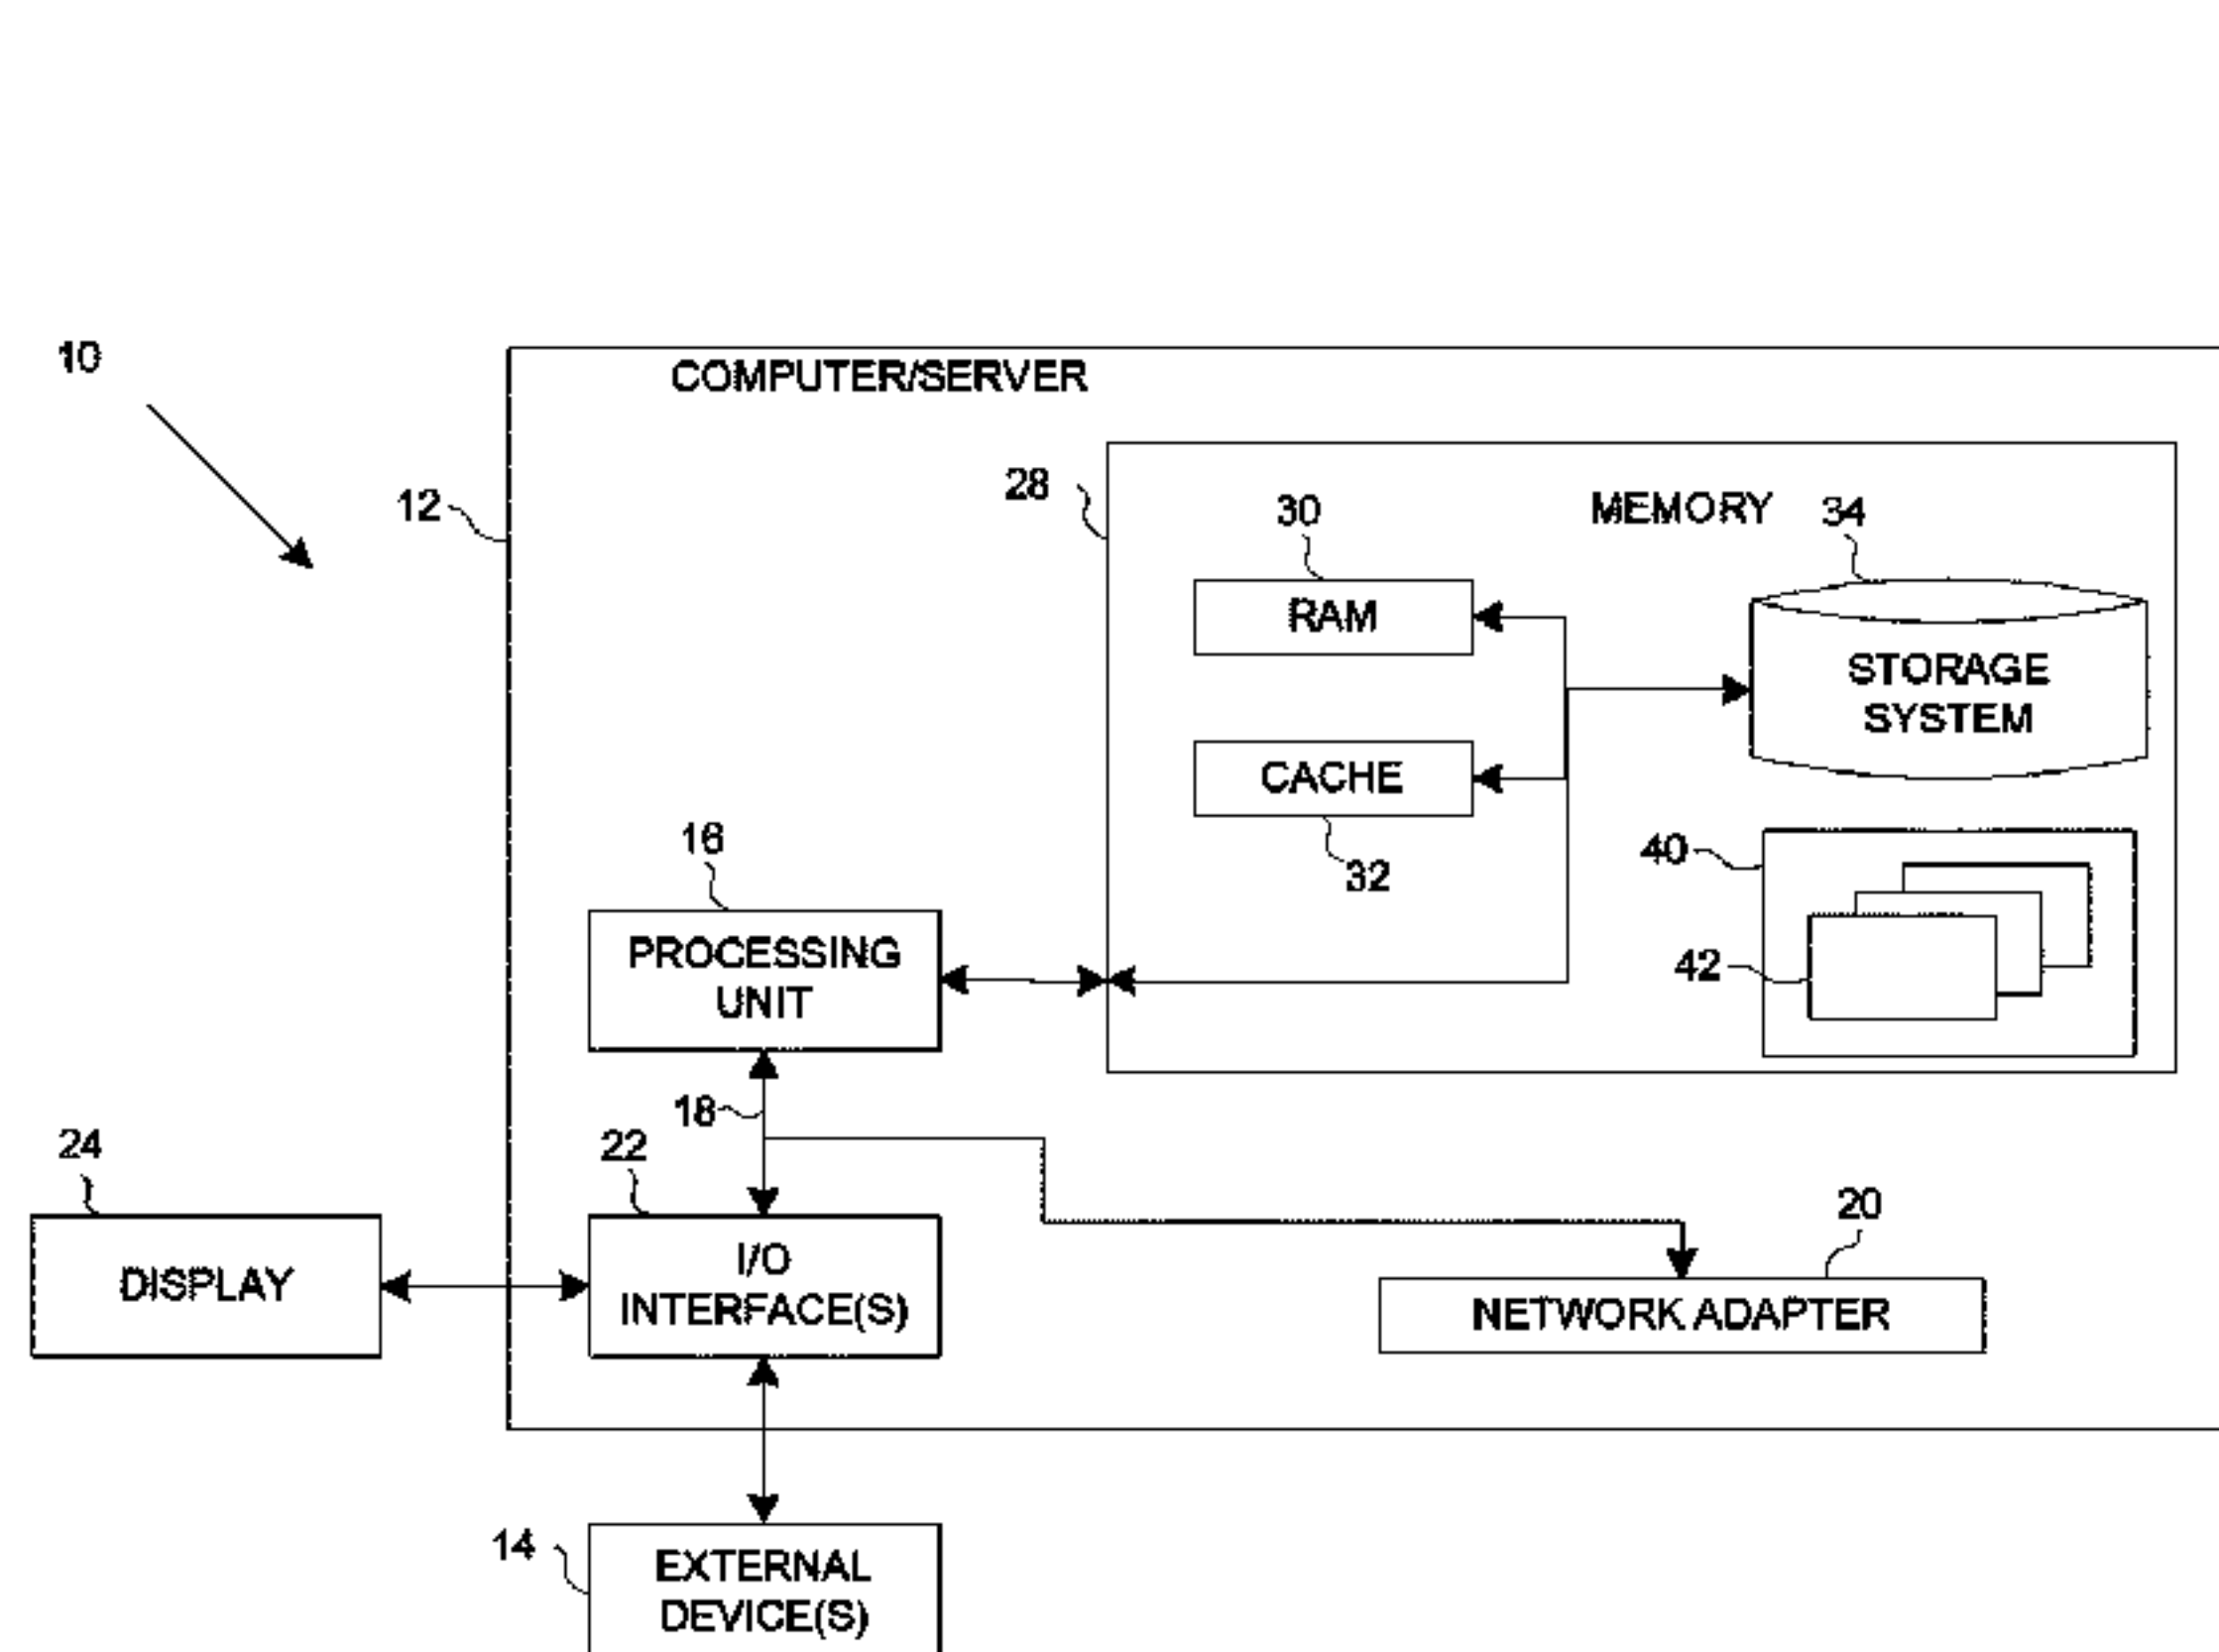 10
COMPUTER/SERVER
12
28
30
MEMORY
34
RAM
STORAGE
SYSTEM
CACHE
32
16
40
PROCESSING
UNIT
42
18
24
22
20
DISPLAY
I/O
INTERFACE(S)
NETWORK ADAPTER
14
EXTERNAL
DEVICE(S)